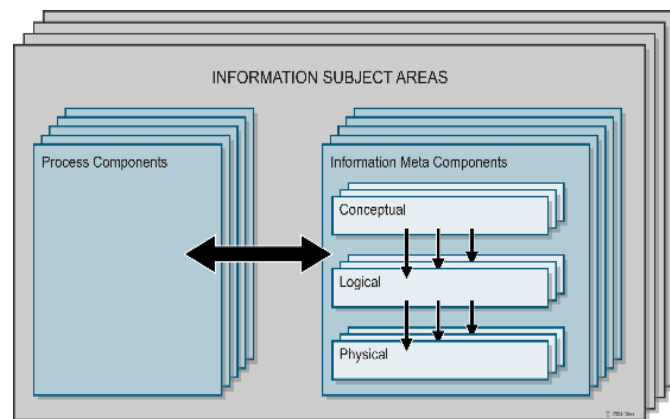 INFORMATION SUBJECT AREAS
Process Components
Information Meta Components
Conceptual
Logical
Physical